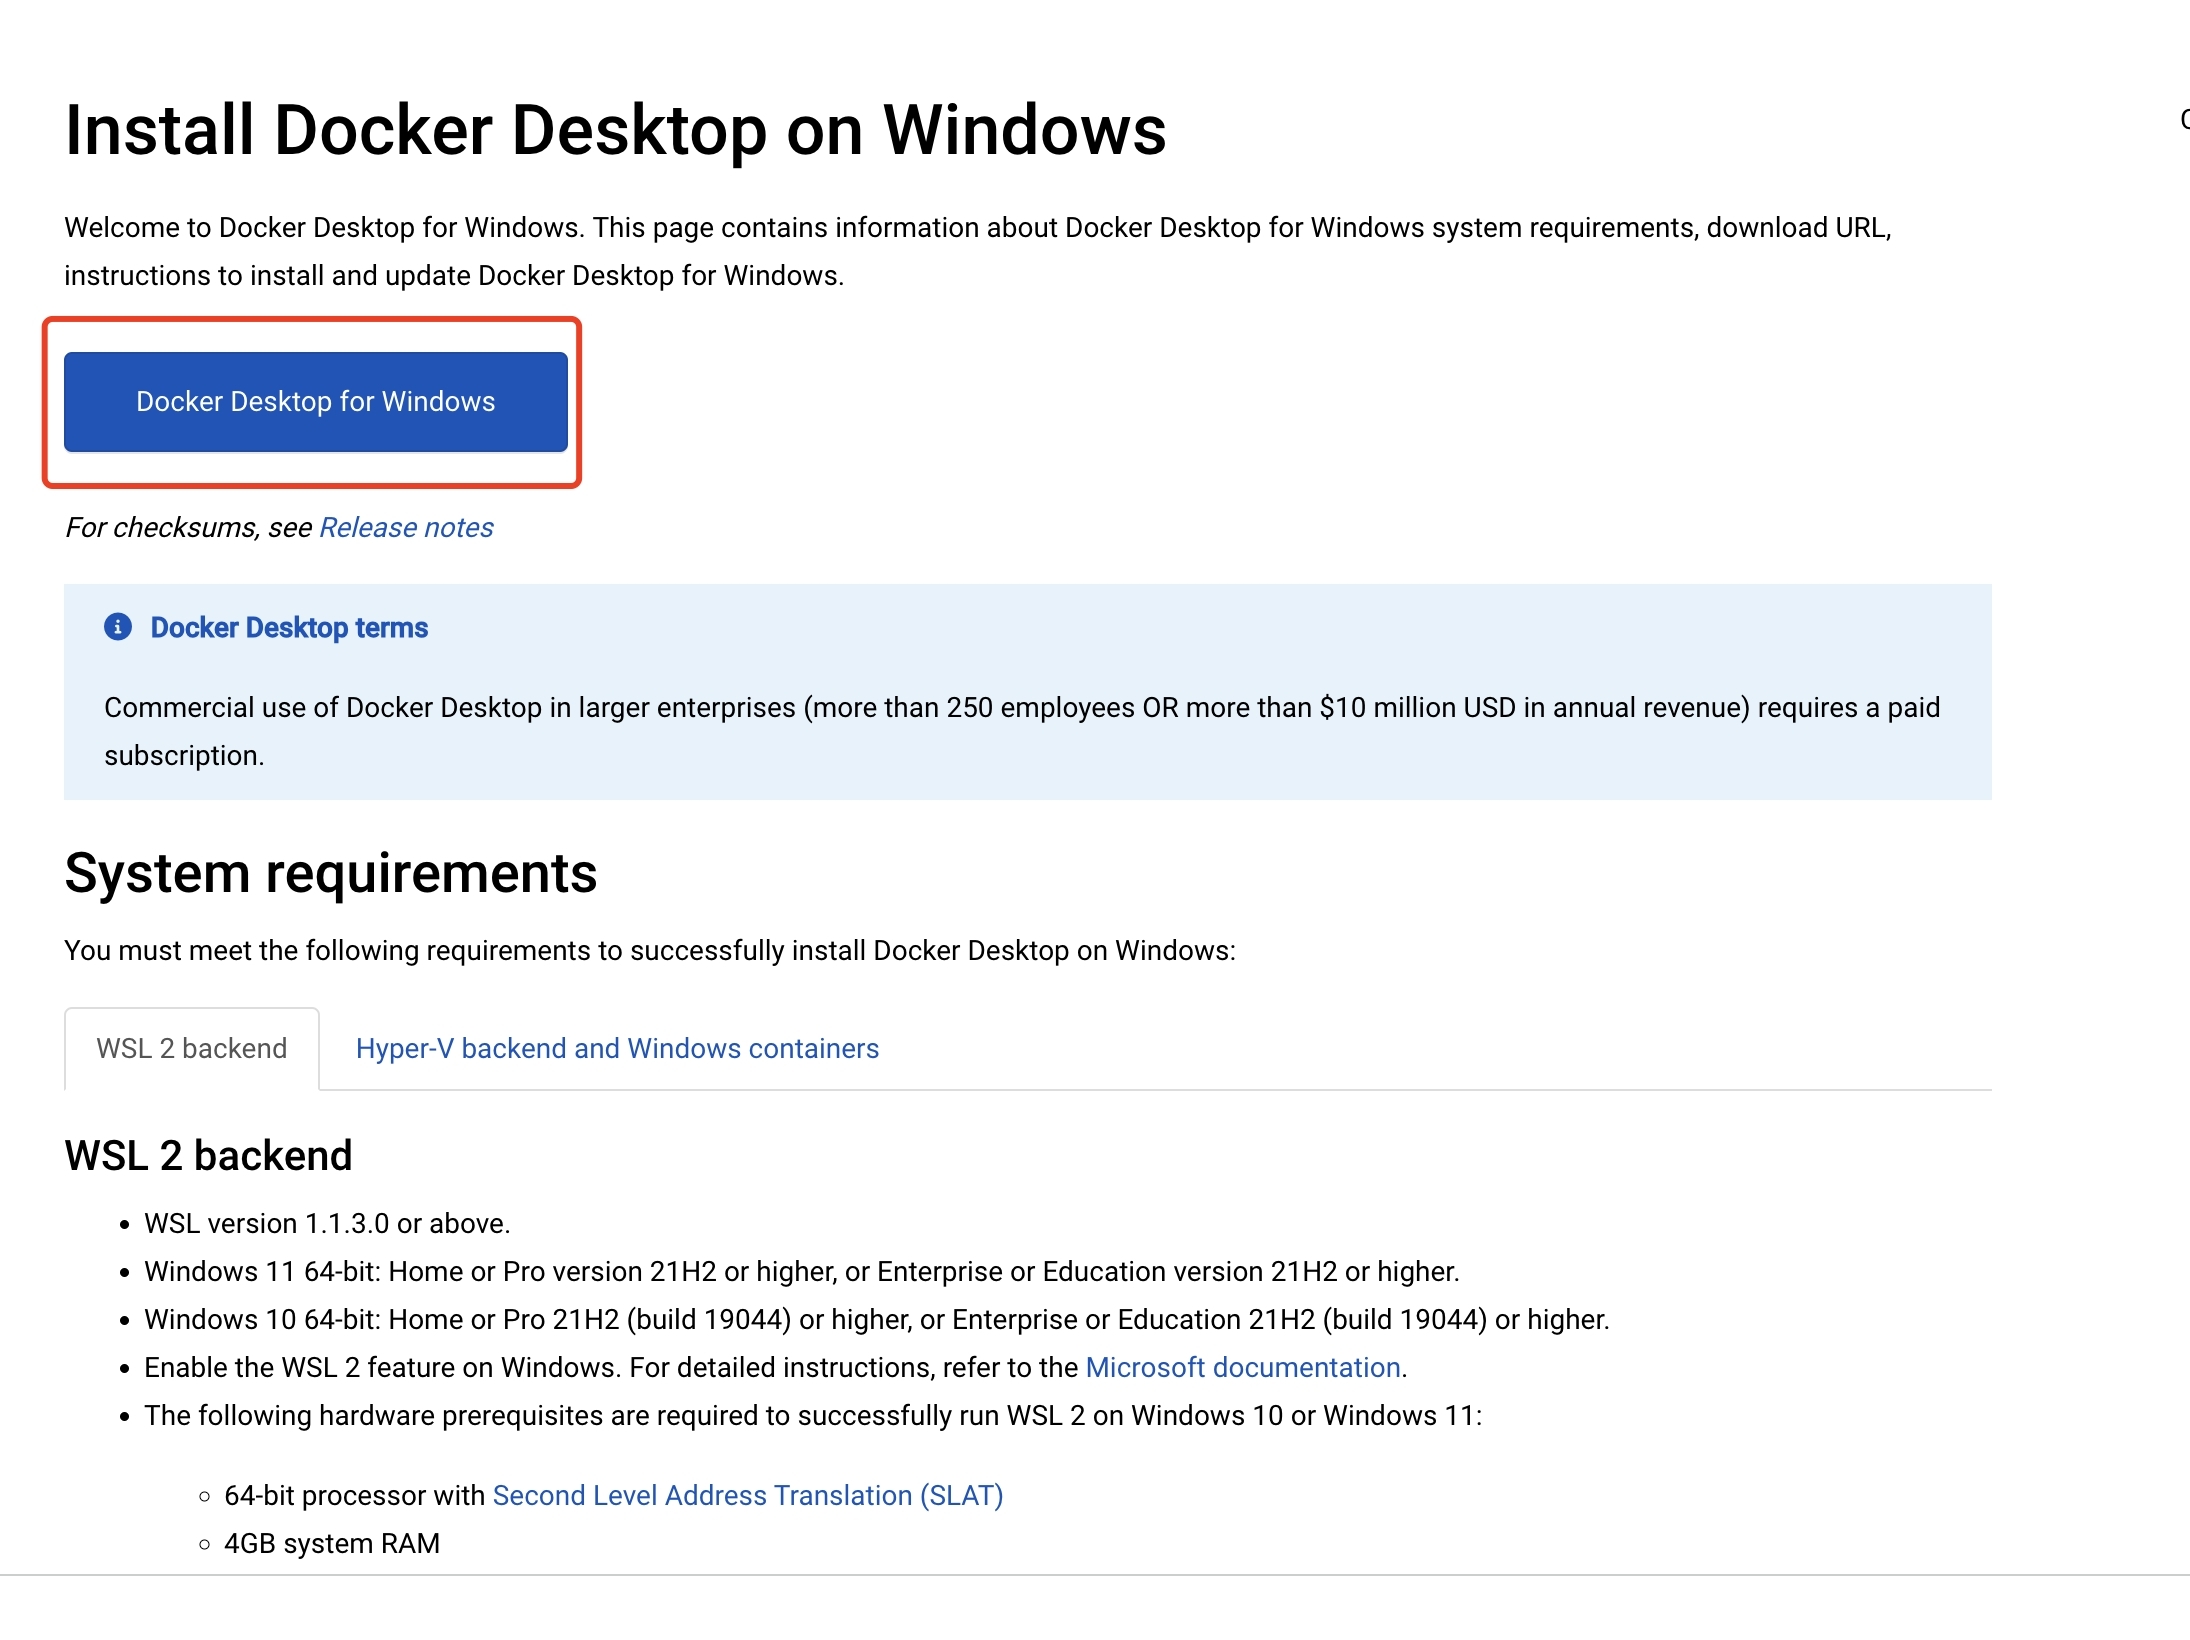 Install Docker Desktop on Windows
Welcome to Docker Desktop for Windows. This page contains information about Docker Desktop for Windows system requirements, download URL,
instructions to install and update Docker Desktop for Windows.
Docker Desktop for Windows
For checksums, see Release notes
Docker Desktop terms
Commercial use of Docker Desktop in larger enterprises (more than 250 employees OR more than $10 million USD in annual revenue) requires a paid
subscription.
System requirements
You must meet the following requirements to successfully install Docker Desktop on Windows:
WSL 2 backend
Hyper-V backend and Windows containers
WSL 2 backend
• WSL version 1.1.3.0 or above.
• Windows 11 64-bit: Home or Pro version 21H2 or higher, or Enterprise or Education version 21H2 or higher.
• Windows 10 64-bit: Home or Pro 21H2 (build 19044) or higher, or Enterprise or Education 21H2 (build 19044) or higher.
• Enable the WSL 2 feature on Windows. For detailed instructions, refer to the Microsoft documentation.
• The following hardware prerequisites are required to successfully run WSL 2 on Windows 10 or Windows 11:
○ 64-bit processor with Second Level Address Translation (SLAT)
○ 4GB system RAM